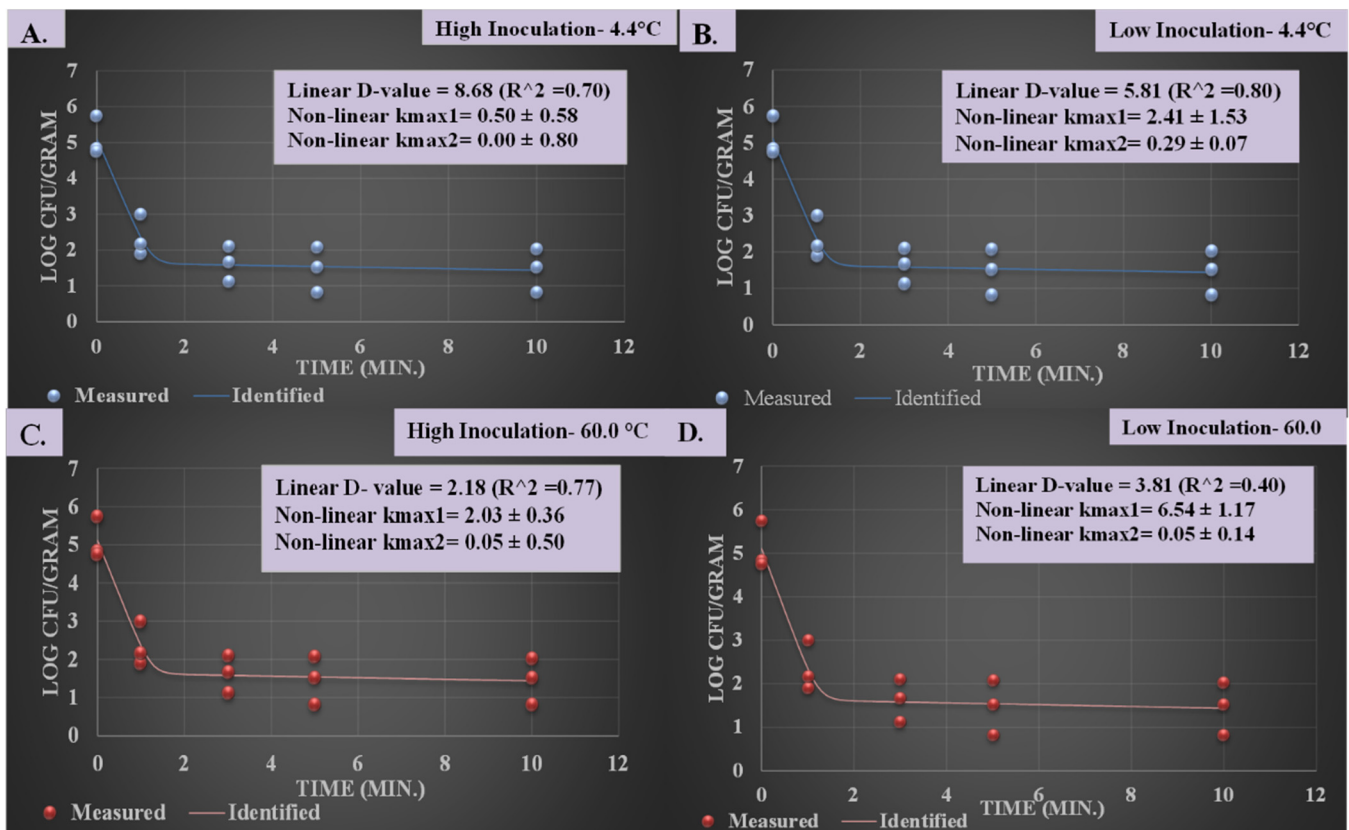 A.
High Inoculation- 4.4°C
Linear D-value = 8.68 (R^2 =0.70)
Non-linear kmax1= 0.50 ± 0.58
Non-linear kmax2= 0.00 ± 0.80
LOG CFU/GRAM
7
6
5
4
3
2
1
0
0 2 4 6 8 10 12
TIME (MIN.)
Measured Identified
B.
Low Inoculation- 4.4°C
Linear D-value = 5.81 (R^2 =0.80)
Non-linear kmax1= 2.41 ± 1.53
Non-linear kmax2= 0.29 ± 0.07
LOG CFU/GRAM
7
6
5
4
3
2
1
0
0 2 4 6 8 10 12
TIME (MIN.)
Measured Identified
C.
High Inoculation- 60.0 °C
Linear D- value = 2.18 (R^2 =0.77)
Non-linear kmax1= 2.03 ± 0.36
Non-linear kmax2= 0.05 ± 0.50
LOG CFU/GRAM
7
6
5
4
3
2
1
0
0 2 4 6 8 10 12
TIME (MIN.)
Measured Identified
D.
Low Inoculation- 60.0
Linear D-value = 3.81 (R^2 =0.40)
Non-linear kmax1= 6.54 ± 1.17
Non-linear kmax2= 0.05 ± 0.14
LOG CFU/GRAM
7
6
5
4
3
2
1
0
0 2 4 6 8 10 12
TIME (MIN.)
Measured Identified